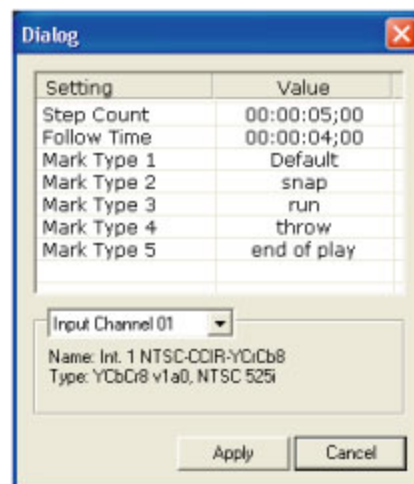 Dialog
Setting Value
Step Count 00:00:05;00
Follow Time 00:00:04;00
Mark Type 1 Default
Mark Type 2 snap
Mark Type 3 run
Mark Type 4 throw
Mark Type 5 end of play
Input Channel 01
Name: Int. 1 NTSC-CCIR-YCrCb8
Type: YCbCr8 v1a0, NTSC 525i
Apply Cancel